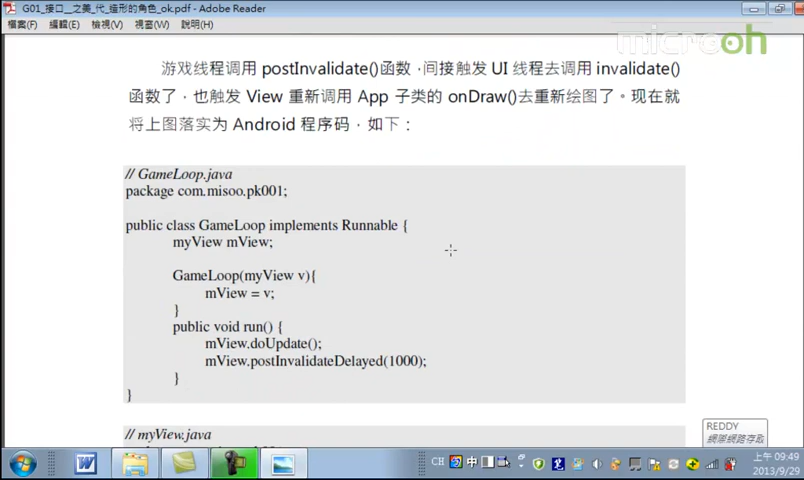 G01_接口__之美_代_造形的角色_ok.pdf - Adobe Reader
檔案(F) 編輯(E) 檢視(V) 視窗(W) 說明(H)
microoh
游戏线程调用 postInvalidate()函数，间接触发 UI 线程去调用 invalidate()
函数了，也触发 View 重新调用 App 子类的 onDraw()去重新绘图了。现在就
将上图落实为 Android 程序码，如下：
// GameLoop.java
package com.misoo.pk001;
public class GameLoop implements Runnable {
myView mView;
GameLoop(myView v){
mView = v;
}
public void run() {
mView.doUpdate();
mView.postInvalidateDelayed(1000);
}
}
// myView.java
REDDY
網際網路存取
CH 中 上午 09:49
2013/9/29